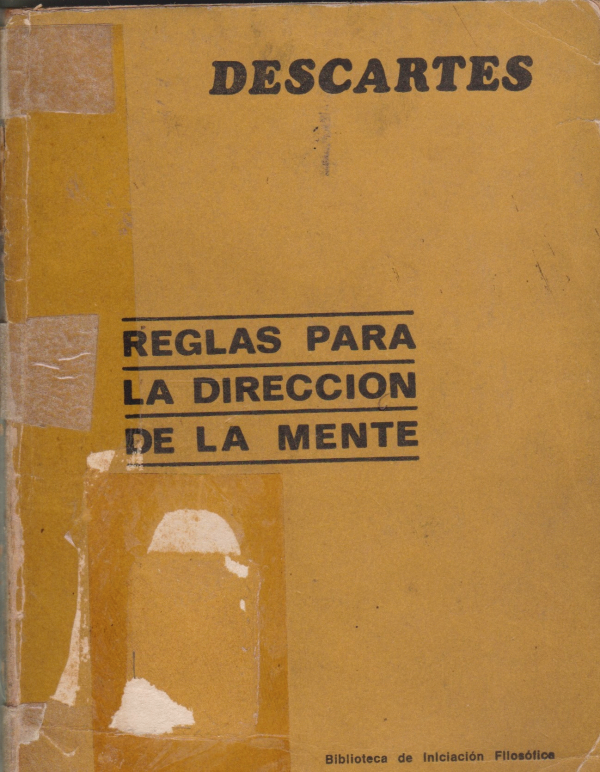 DESCARTES
REGLAS PARA
LA DIRECCION
DE LA MENTE
Biblioteca de Iniciación Filosófica